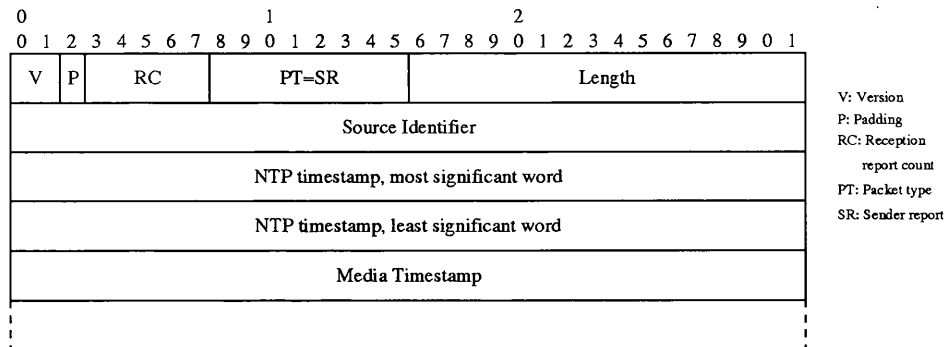 0 1 2
0 1 2 3 4 5 6 7 8 9 0 1 2 3 4 5 6 7 8 9 0 1 2 3 4 5 6 7 8 9 0 1
V P RC PT=SR Length
Source Identifier
NTP timestamp, most significant word
NTP timestamp, least significant word
Media Timestamp
V: Version
P: Padding
RC: Reception
report count
PT: Packet type
SR: Sender report